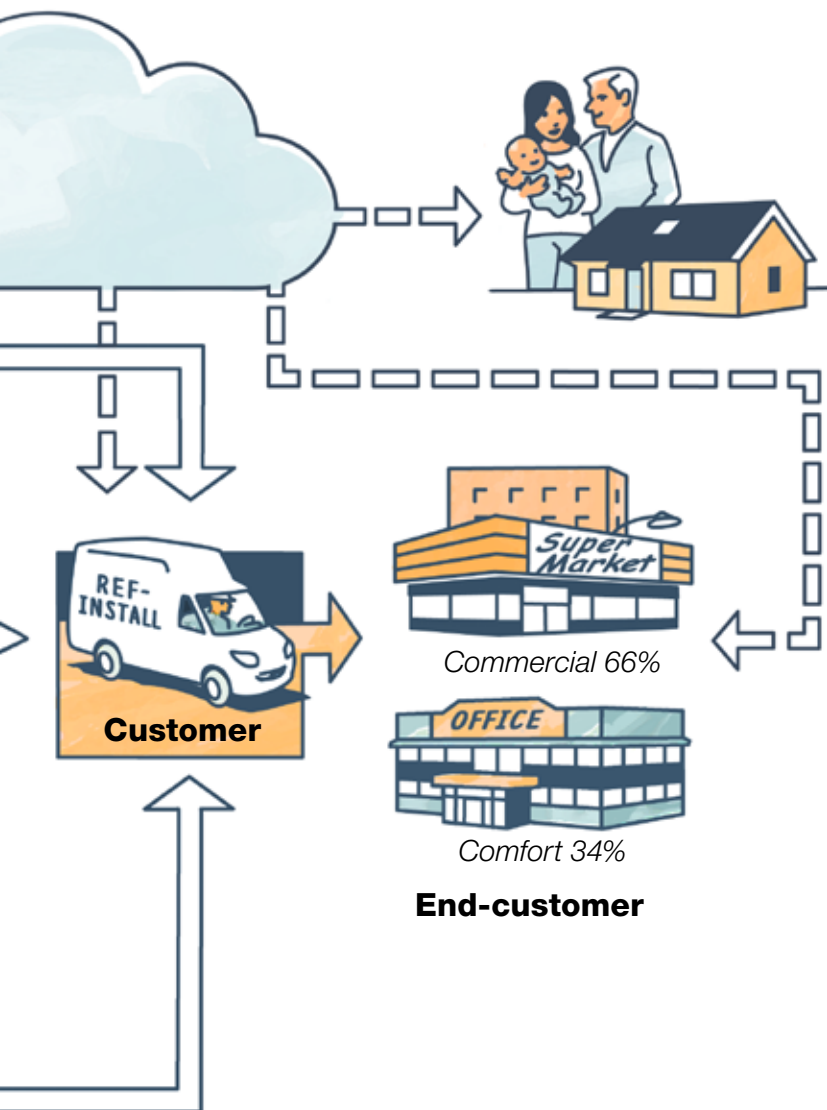 Super
Market
REF-
INSTALL
Commercial 66%
Customer
OFFICE
Comfort 34%
End-customer